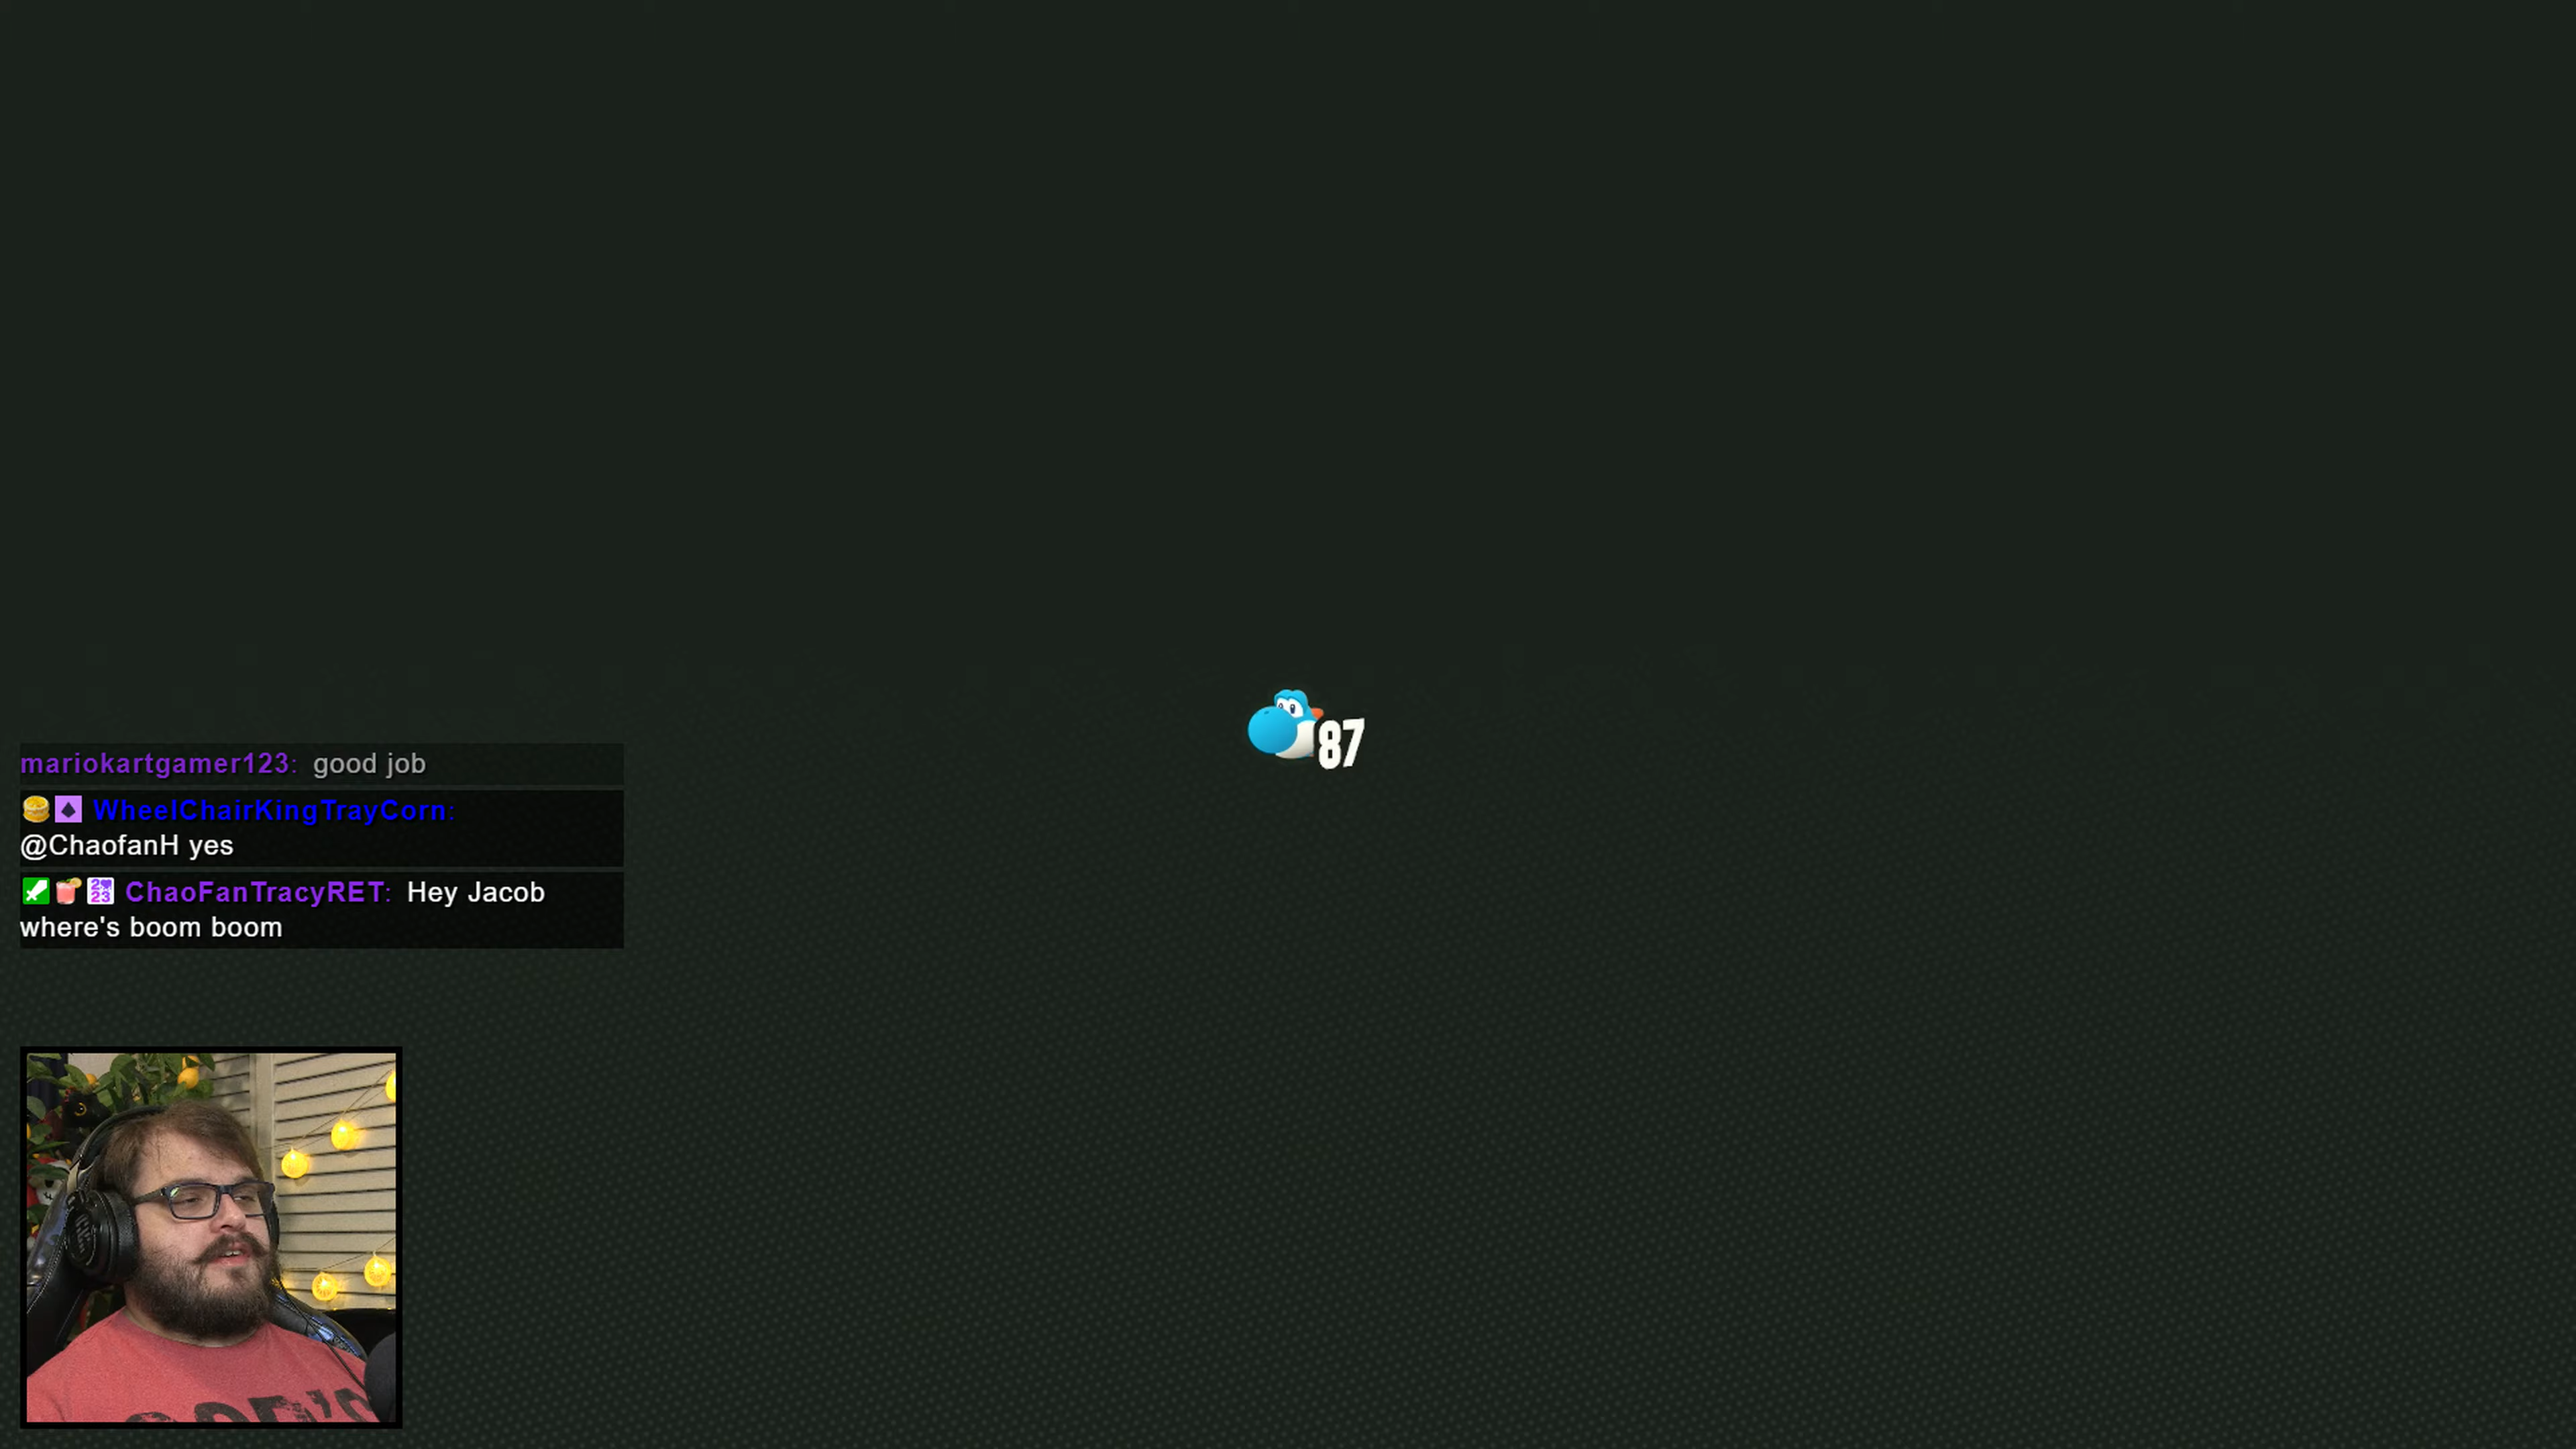 87
mariokartgamer123: good job
WheelChairKingTrayCorn:
@ChaofanH yes
ChaoFanTracyRET: Hey Jacob
where's boom boom